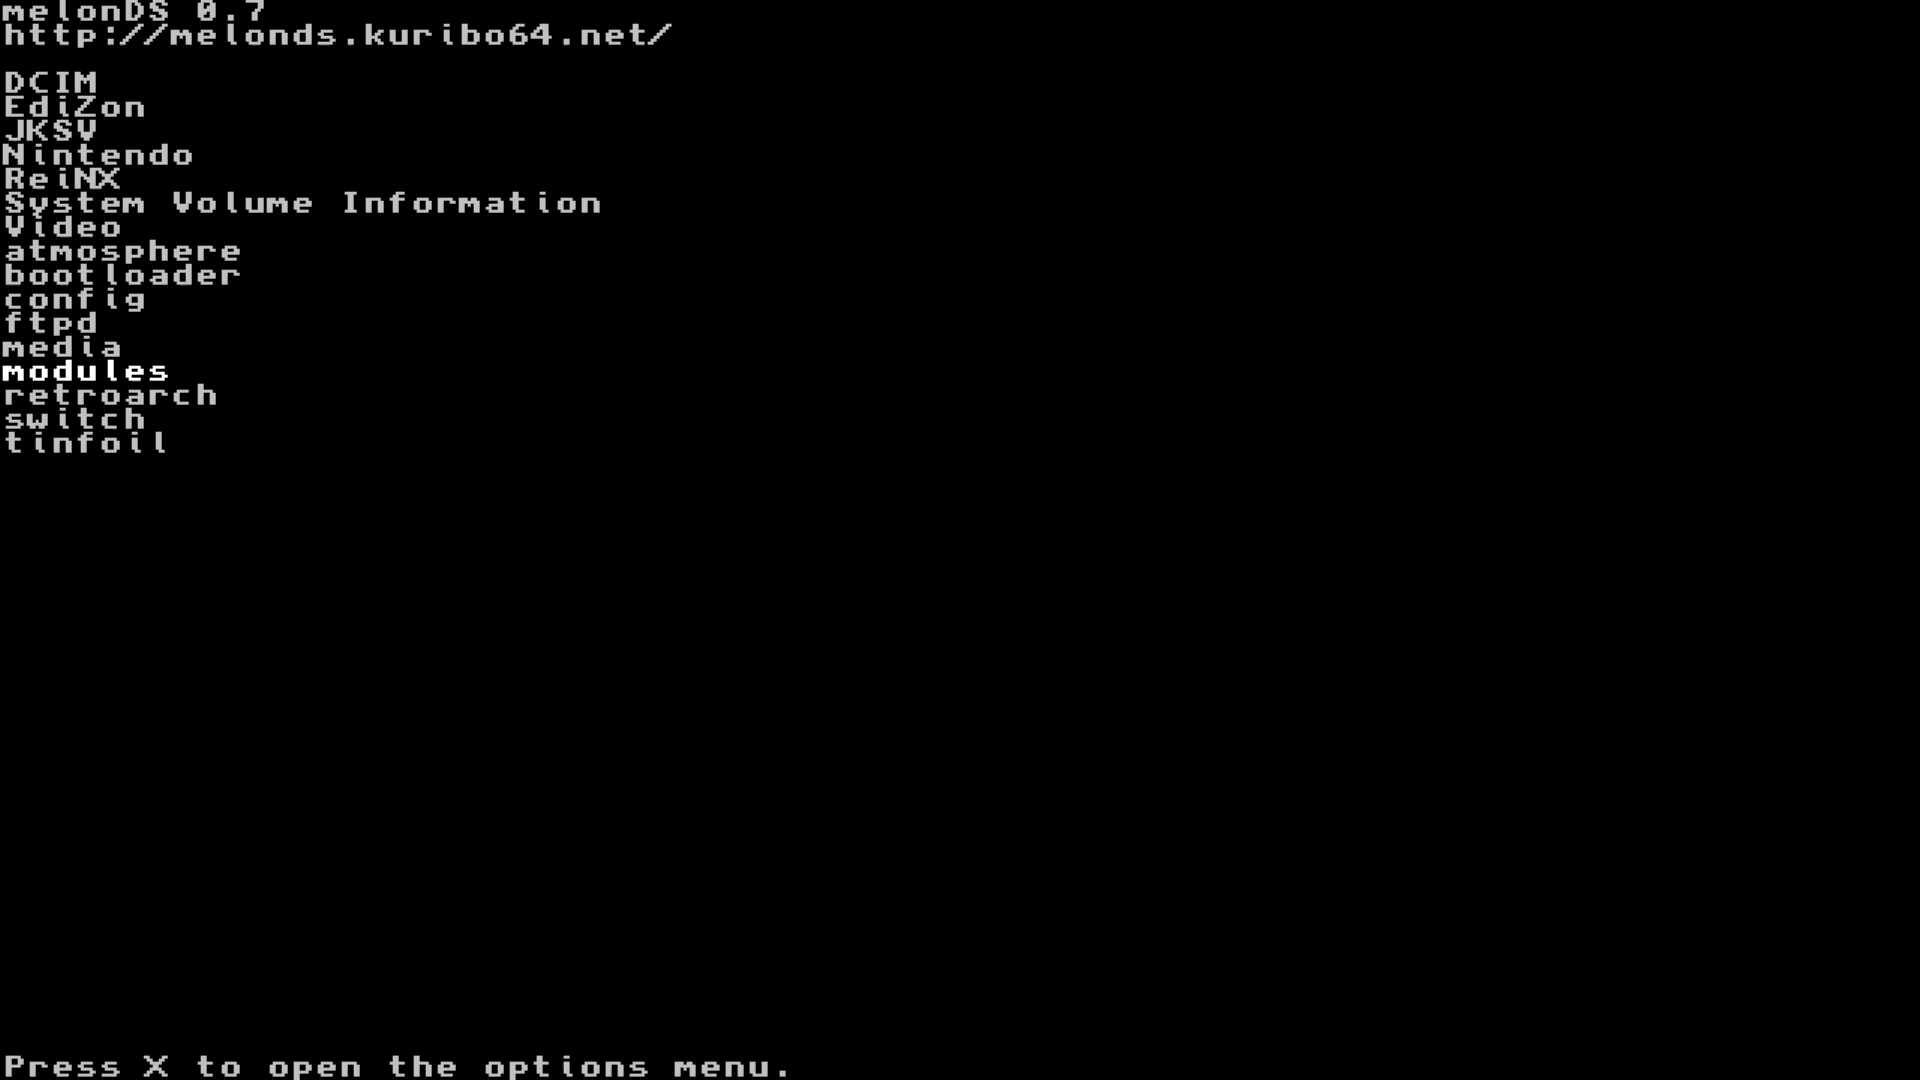 melonDS 0.7
http://melonds.kuribo64.net/
DCIM
EdiZon
JKSV
Nintendo
ReiNX
System Volume Information
Video
atmosphere
bootloader
config
ftpd
media
modules
retroarch
switch
tinfoil
Press X to open the options menu.